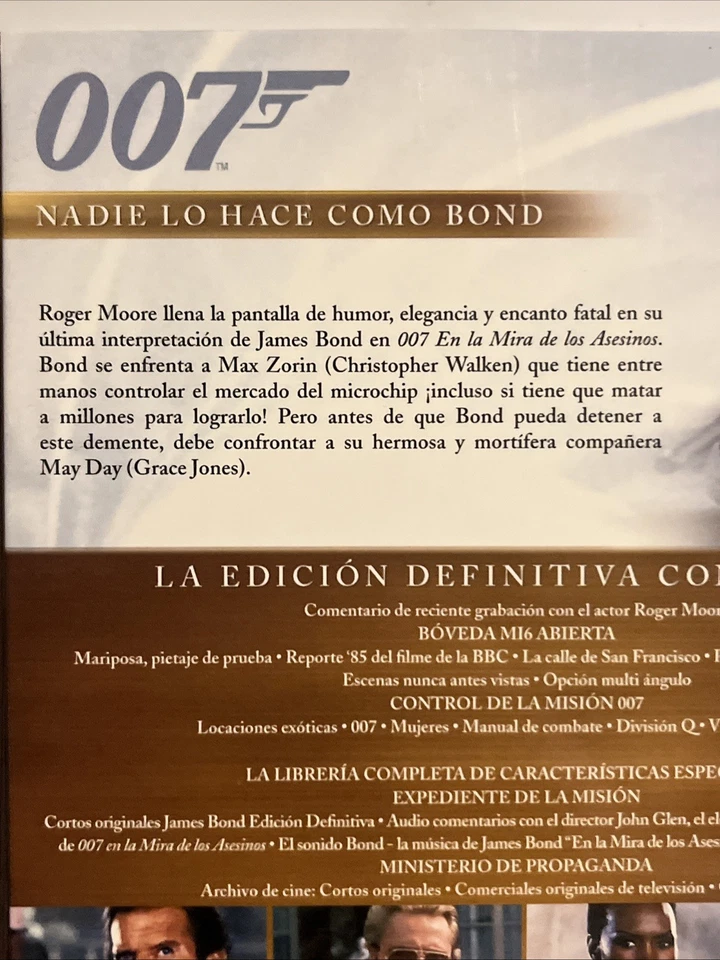 007
TM
NADIE LO HACE COMO BOND
Roger Moore llena la pantalla de humor, elegancia y encanto fatal en su
última interpretación de James Bond en 007 En la Mira de los Asesinos.
Bond se enfrenta a Max Zorin (Christopher Walken) que tiene entre
manos controlar el mercado del microchip ¡incluso si tiene que matar
a millones para lograrlo! Pero antes de que Bond pueda detener a
este demente, debe confrontar a su hermosa y mortífera compañera
May Day (Grace Jones).
LA EDICIÓN DEFINITIVA
Comentario de reciente grabación con el actor Roger
BÓVEDA MI6 ABIERTA
Mariposa, pietaje de prueba • Reporte '85 del filme de la BBC • La calle de San Francisco •
Escenas nunca antes vistas • Opción multi ángulo
CONTROL DE LA MISIÓN 007
Locaciones exóticas • 007 • Mujeres • Manual de combate • División Q •
LA LIBRERÍA COMPLETA DE CARACTERÍSTICAS
EXPEDIENTE DE LA MISIÓN
Cortos originales James Bond Edición Definitiva • Audio comentarios con el director John Glen, el
de 007 en la Mira de los Asesinos • El sonido Bond - la música de James Bond "En la Mira de los
MINISTERIO DE PROPAGANDA
Archivo de cine: Cortos originales • Comerciales originales de televisión •